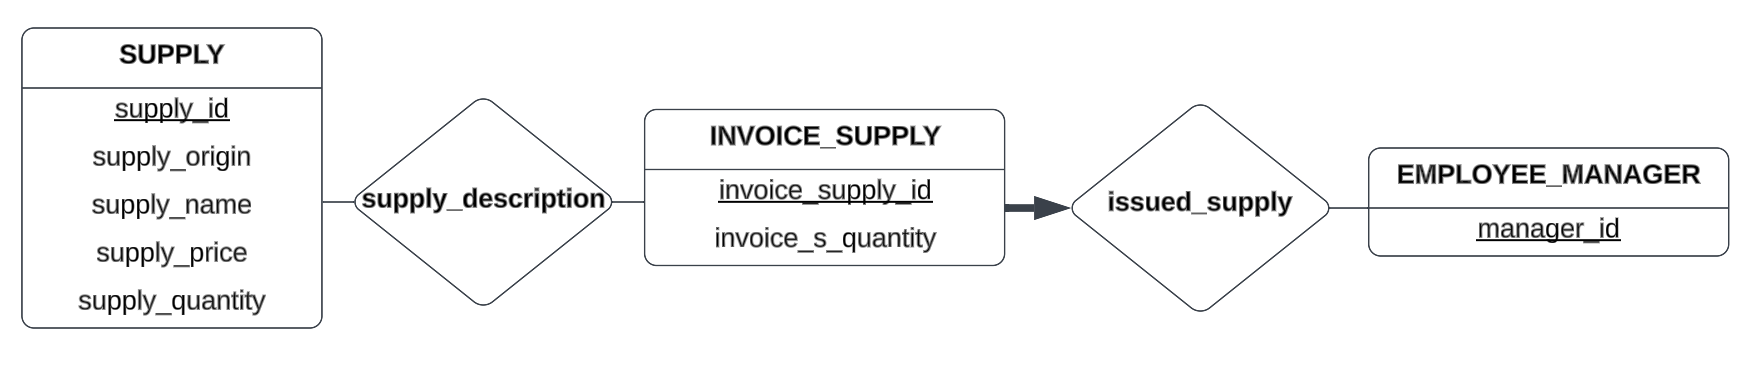 SUPPLY
supply_id
supply_origin
supply_name
supply_price
supply_quantity
supply_description
INVOICE_SUPPLY
invoice_supply_id
invoice_s_quantity
issued_supply
EMPLOYEE_MANAGER
manager_id